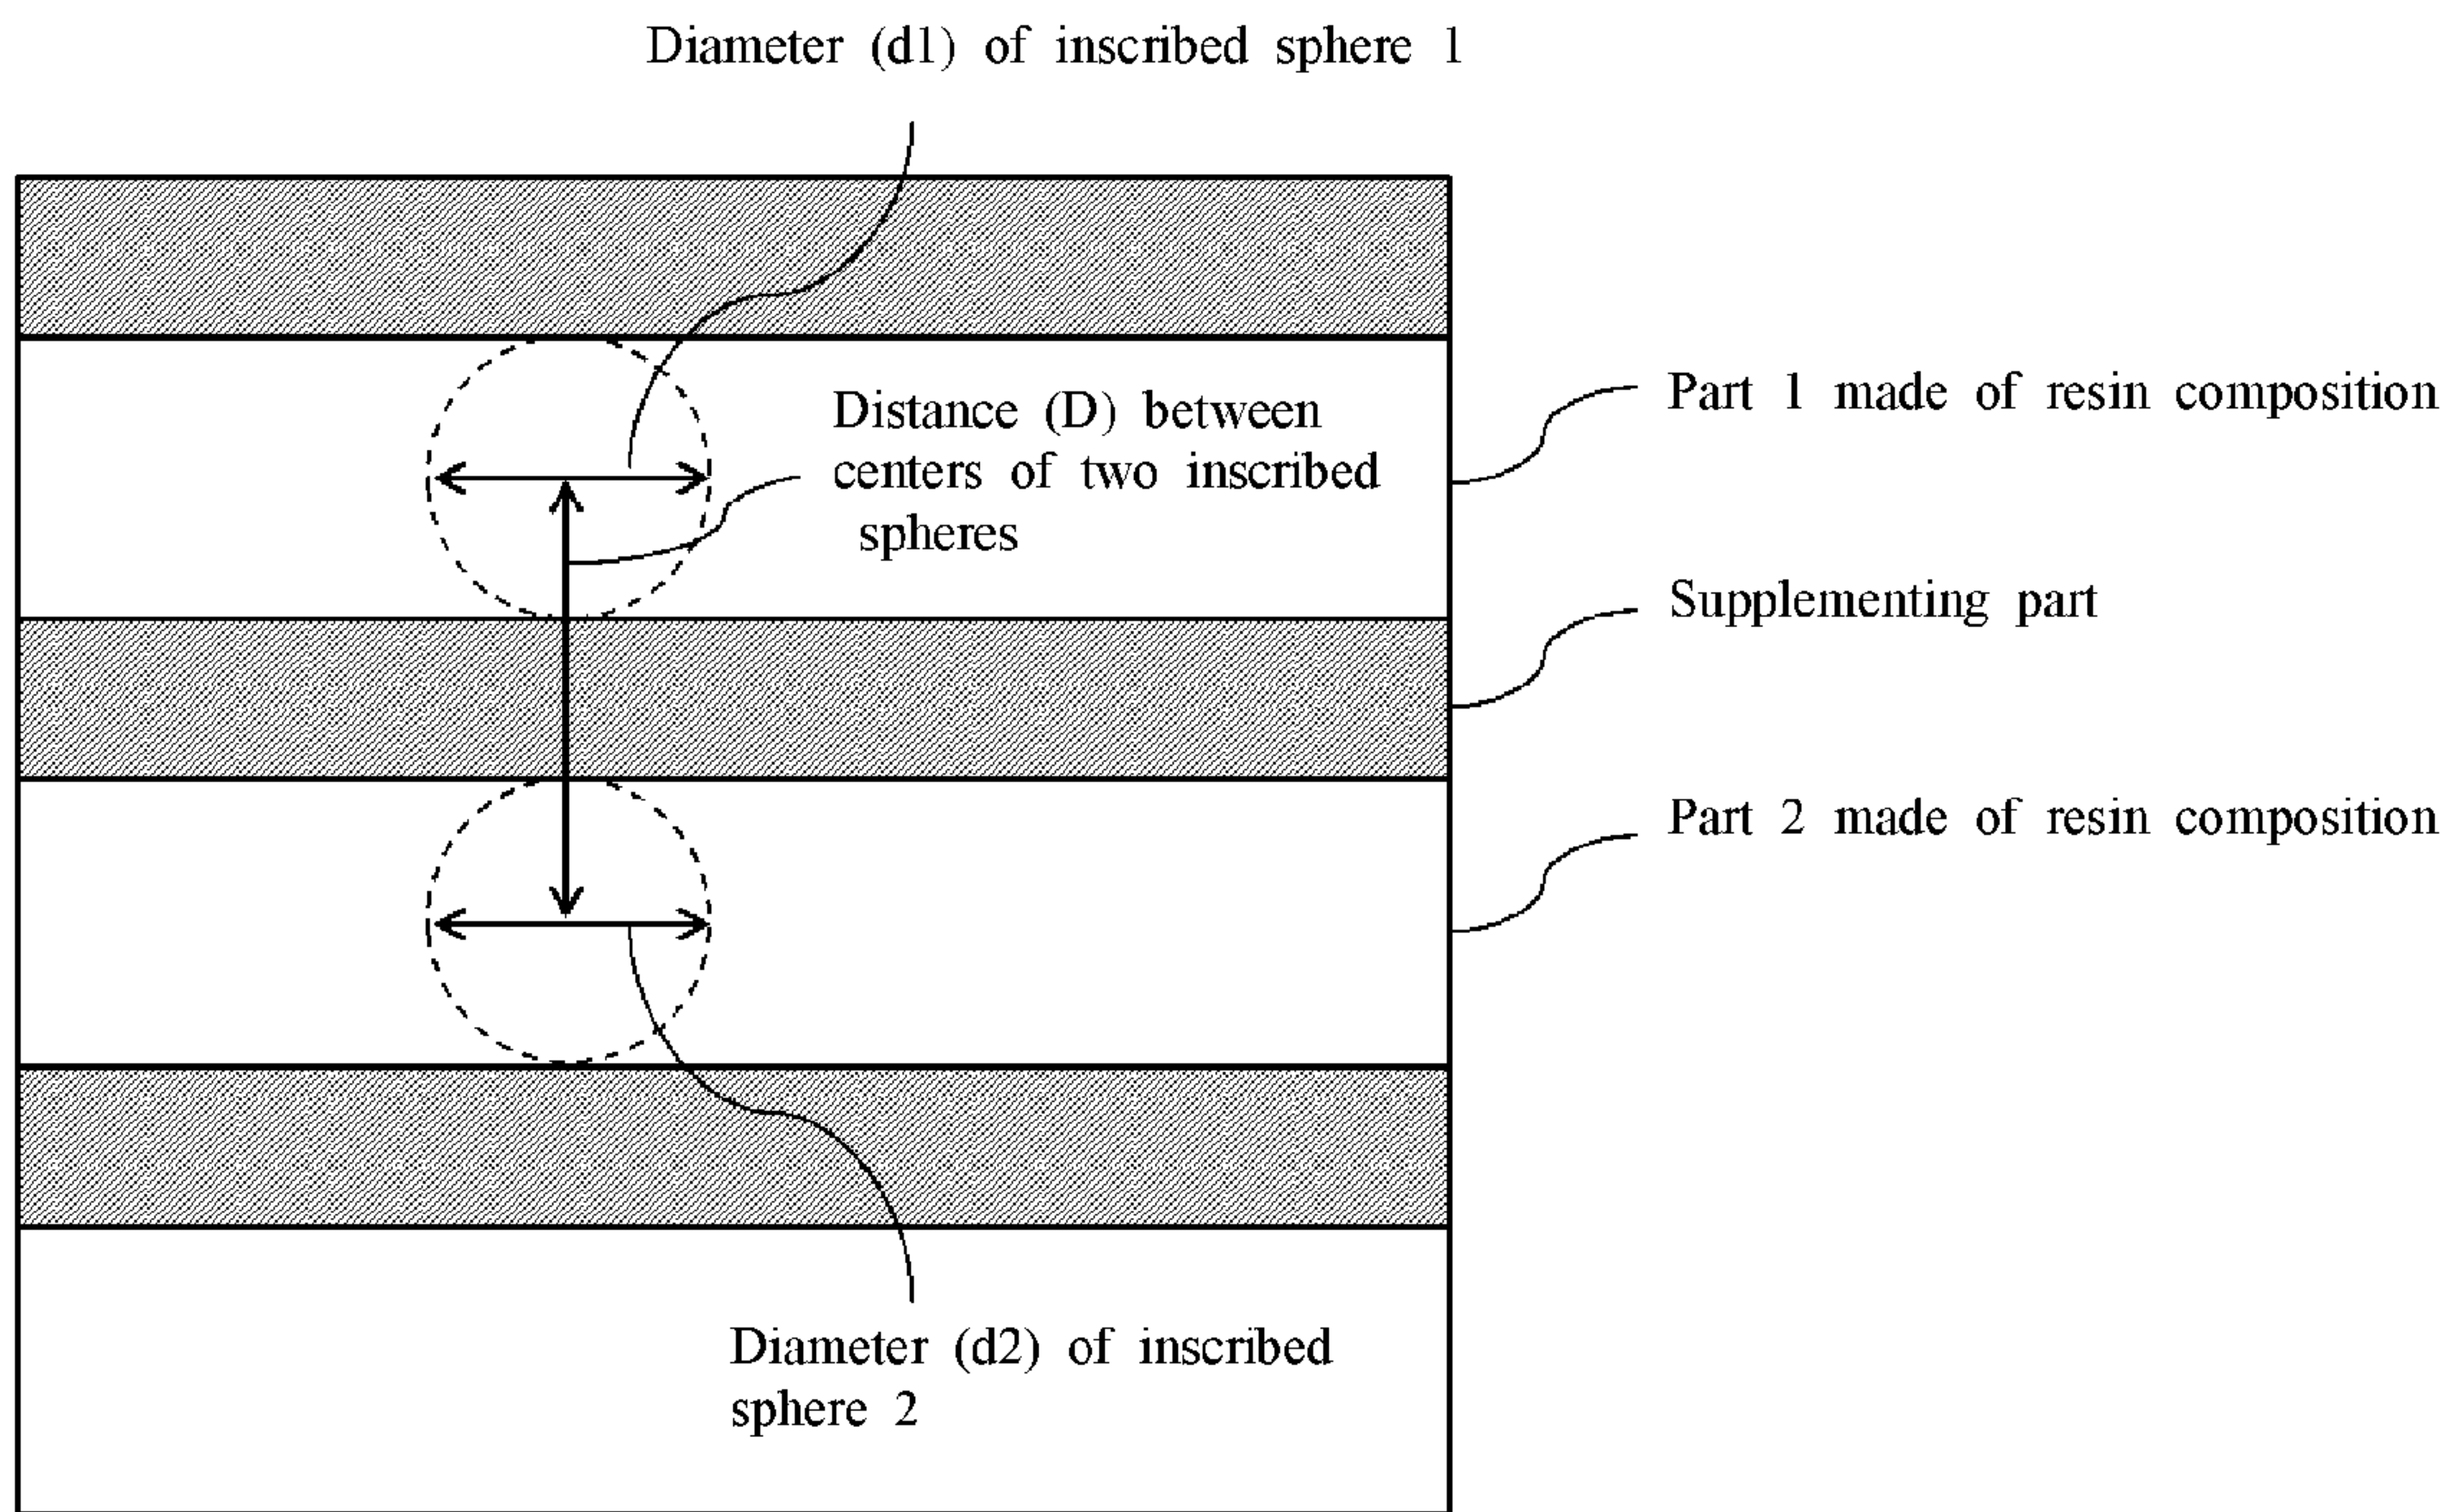 Diameter (d1) of inscribed sphere 1
Distance (D) between
centers of two inscribed
spheres
Part 1 made of resin composition
Supplementing part
Part 2 made of resin composition
Diameter (d2) of inscribed
sphere 2